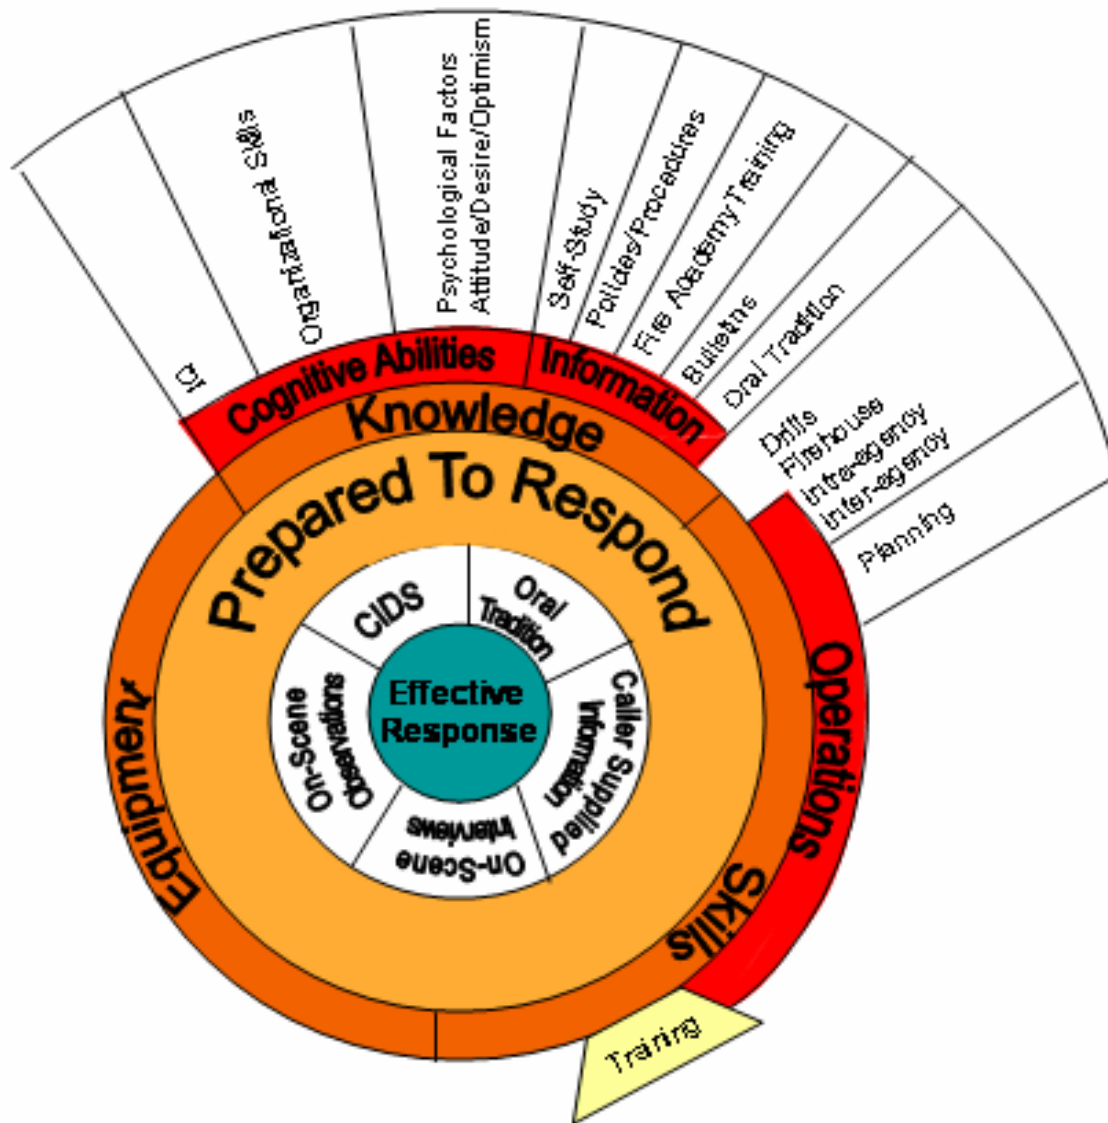 IQ
Organizational Skills
Psychological Factors
Attitude/Desire/Optimism
Self-Study
Policies/Procedures
Fire Academy Training
Bulletins
Oral Tradition
Drills
Firehouse
Intra-agency
Inter-agency
Planning
Cognitive Abilities
Information
Knowledge
Prepared To Respond
CIDS
Oral
Tradition
Caller Supplied
Information
On-Scene
Interviews
On-Scene
Observations
Effective
Response
Equipment
Skills
Operations
Training